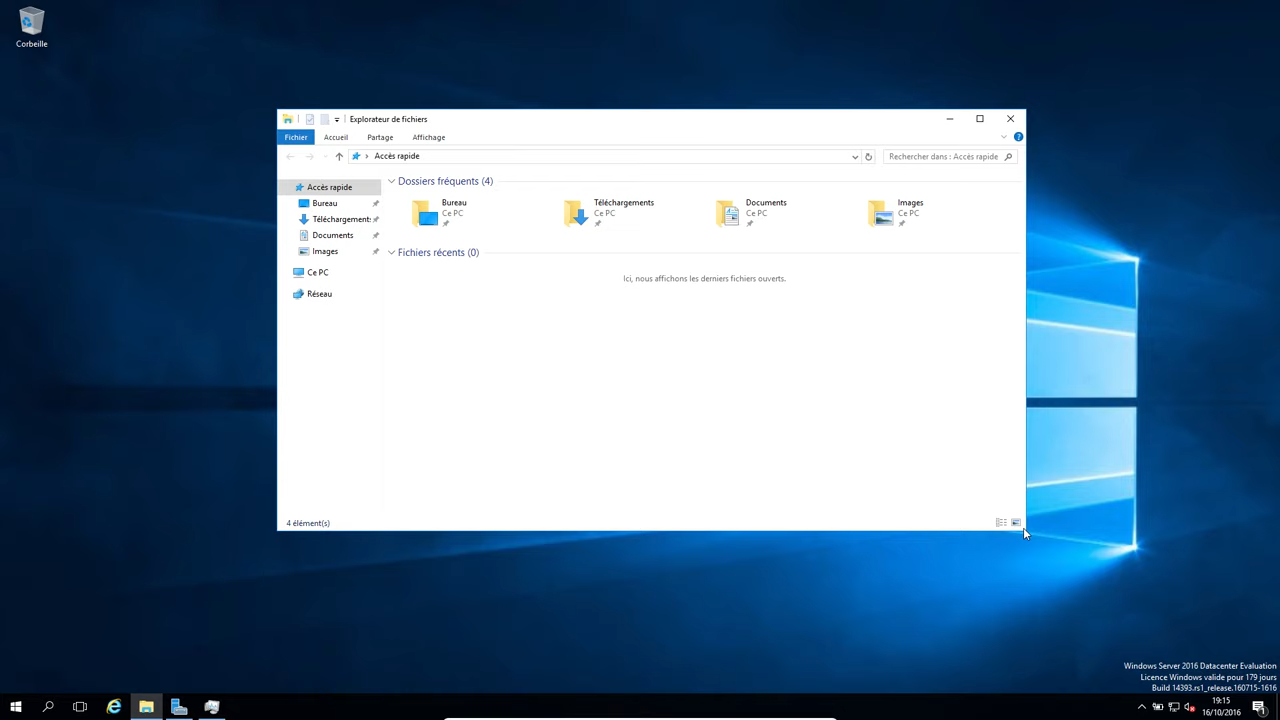 Corbeille
Explorateur de fichiers
Fichier Accueil Partage Affichage
Accès rapide
Rechercher dans : Accès rapide
Accès rapide
Bureau
Téléchargements
Documents
Images
Ce PC
Réseau
Dossiers fréquents (4)
Bureau
Ce PC
Téléchargements
Ce PC
Documents
Ce PC
Images
Ce PC
Fichiers récents (0)
Ici, nous affichons les derniers fichiers ouverts.
4 élément(s)
Windows Server 2016 Datacenter Evaluation
Licence Windows valide pour 179 jours
Build 14393.rs1_release.160715-1616
19:15
16/10/2016
1